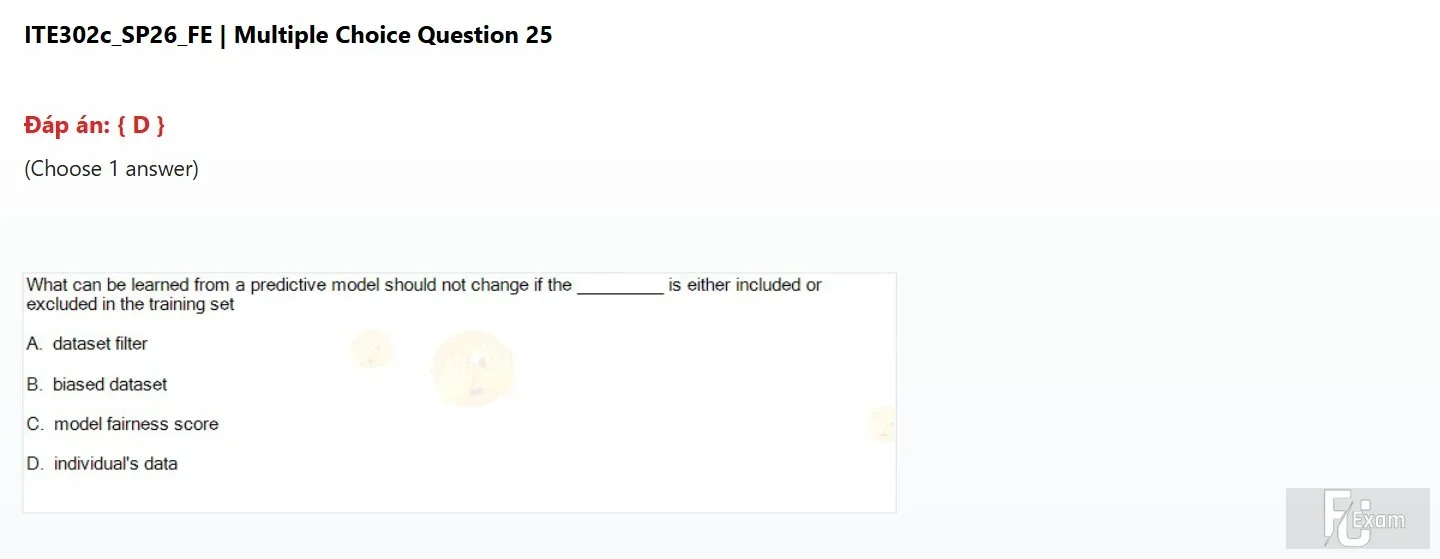 ITE302c_SP26_FE | Multiple Choice Question 25
Đáp án: { D }
(Choose 1 answer)
What can be learned from a predictive model should not change if the _________ is either included or
excluded in the training set
A. dataset filter
B. biased dataset
C. model fairness score
D. individual's data
FU Exam